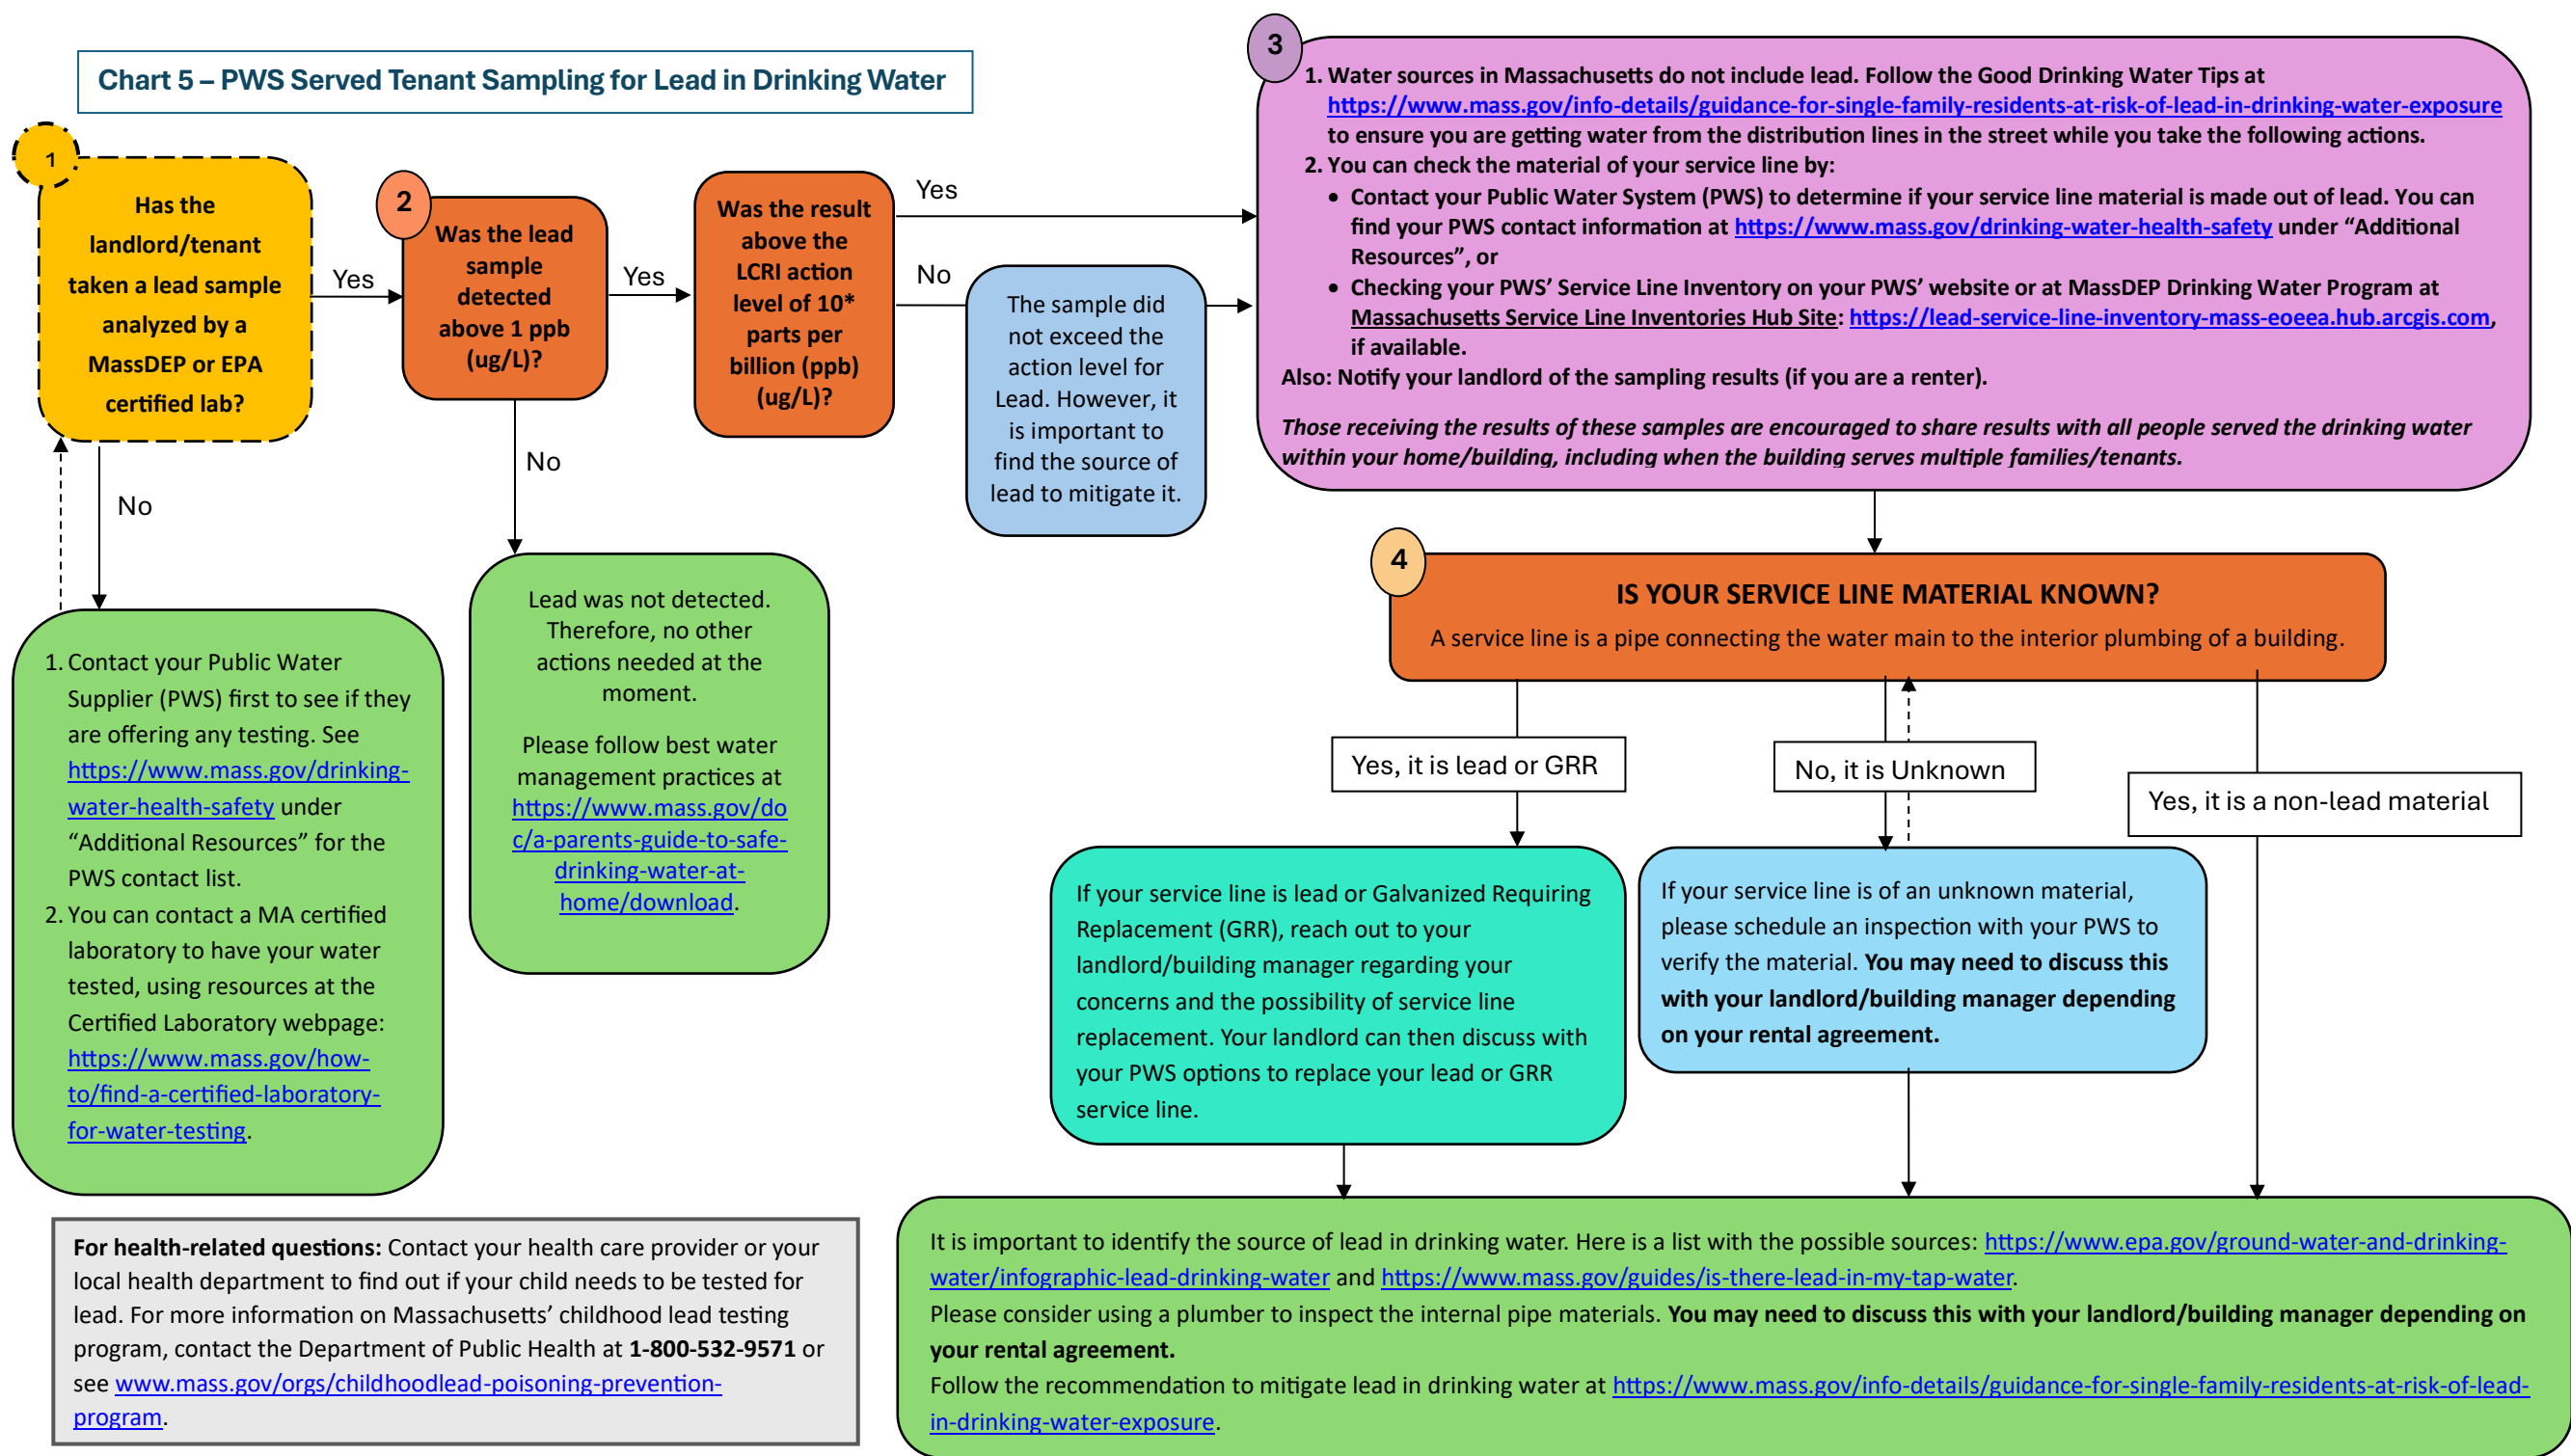 Chart 5 – PWS Served Tenant Sampling for Lead in Drinking Water
1
Has the
landlord/tenant
taken a lead sample
analyzed by a
MassDEP or EPA
certified lab?
Yes
No
1. Contact your Public Water
Supplier (PWS) first to see if they
are offering any testing. See
https://www.mass.gov/drinking-
water-health-safety under
“Additional Resources” for the
PWS contact list.
2. You can contact a MA certified
laboratory to have your water
tested, using resources at the
Certified Laboratory webpage:
https://www.mass.gov/how-
to/find-a-certified-laboratory-
for-water-testing.
2
Was the lead
sample
detected
above 1 ppb
(ug/L)?
Yes
No
Lead was not detected.
Therefore, no other
actions needed at the
moment.
Please follow best water
management practices at
https://www.mass.gov/do
c/a-parents-guide-to-safe-
drinking-water-at-
home/download.
Was the result
above the
LCRI action
level of 10*
parts per
billion (ppb)
(ug/L)?
Yes
No
The sample did
not exceed the
action level for
Lead. However, it
is important to
find the source of
lead to mitigate it.
3
1. Water sources in Massachusetts do not include lead. Follow the Good Drinking Water Tips at
https://www.mass.gov/info-details/guidance-for-single-family-residents-at-risk-of-lead-in-drinking-water-exposure
to ensure you are getting water from the distribution lines in the street while you take the following actions.
2. You can check the material of your service line by:
• Contact your Public Water System (PWS) to determine if your service line material is made out of lead. You can
find your PWS contact information at https://www.mass.gov/drinking-water-health-safety under “Additional
Resources”, or
• Checking your PWS’ Service Line Inventory on your PWS’ website or at MassDEP Drinking Water Program at
Massachusetts Service Line Inventories Hub Site: https://lead-service-line-inventory-mass-eoeea.hub.arcgis.com,
if available.
Also: Notify your landlord of the sampling results (if you are a renter).
Those receiving the results of these samples are encouraged to share results with all people served the drinking water
within your home/building, including when the building serves multiple families/tenants.
4
IS YOUR SERVICE LINE MATERIAL KNOWN?
A service line is a pipe connecting the water main to the interior plumbing of a building.
Yes, it is lead or GRR
No, it is Unknown
Yes, it is a non-lead material
If your service line is lead or Galvanized Requiring
Replacement (GRR), reach out to your
landlord/building manager regarding your
concerns and the possibility of service line
replacement. Your landlord can then discuss with
your PWS options to replace your lead or GRR
service line.
If your service line is of an unknown material,
please schedule an inspection with your PWS to
verify the material. You may need to discuss this
with your landlord/building manager depending
on your rental agreement.
It is important to identify the source of lead in drinking water. Here is a list with the possible sources: https://www.epa.gov/ground-water-and-drinking-
water/infographic-lead-drinking-water and https://www.mass.gov/guides/is-there-lead-in-my-tap-water.
Please consider using a plumber to inspect the internal pipe materials. You may need to discuss this with your landlord/building manager depending on
your rental agreement.
Follow the recommendation to mitigate lead in drinking water at https://www.mass.gov/info-details/guidance-for-single-family-residents-at-risk-of-lead-
in-drinking-water-exposure.
For health-related questions: Contact your health care provider or your
local health department to find out if your child needs to be tested for
lead. For more information on Massachusetts’ childhood lead testing
program, contact the Department of Public Health at 1-800-532-9571 or
see www.mass.gov/orgs/childhoodlead-poisoning-prevention-
program.